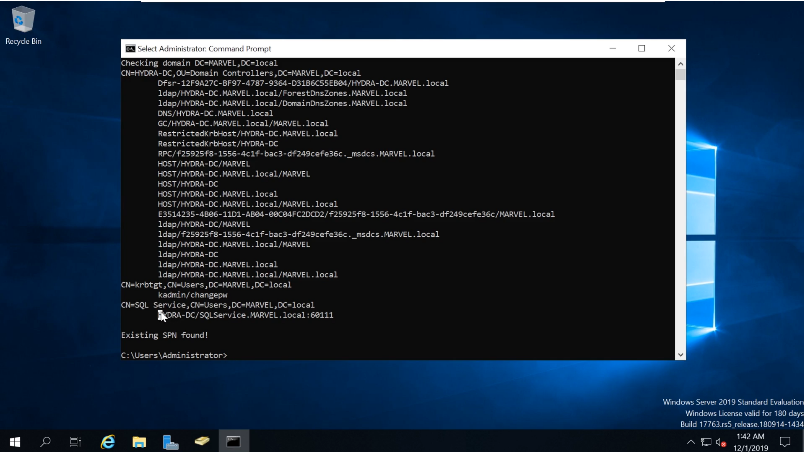 Recycle Bin
Select Administrator: Command Prompt
Checking domain DC=MARVEL,DC=local
CN=HYDRA-DC,OU=Domain Controllers,DC=MARVEL,DC=local
Dfsr-12F9A27C-BF97-4787-9364-D31B6C55EB04/HYDRA-DC.MARVEL.local
ldap/HYDRA-DC.MARVEL.local/ForestDnsZones.MARVEL.local
ldap/HYDRA-DC.MARVEL.local/DomainDnsZones.MARVEL.local
DNS/HYDRA-DC.MARVEL.local
GC/HYDRA-DC.MARVEL.local/MARVEL.local
RestrictedKrbHost/HYDRA-DC.MARVEL.local
RestrictedKrbHost/HYDRA-DC
RPC/f25925f8-1556-4c1f-bac3-df249cefe36c._msdcs.MARVEL.local
HOST/HYDRA-DC/MARVEL
HOST/HYDRA-DC.MARVEL.local/MARVEL
HOST/HYDRA-DC
HOST/HYDRA-DC.MARVEL.local
HOST/HYDRA-DC.MARVEL.local/MARVEL.local
E3514235-4B06-11D1-AB04-00C04FC2DCD2/f25925f8-1556-4c1f-bac3-df249cefe36c/MARVEL.local
ldap/HYDRA-DC/MARVEL
ldap/f25925f8-1556-4c1f-bac3-df249cefe36c._msdcs.MARVEL.local
ldap/HYDRA-DC.MARVEL.local/MARVEL
ldap/HYDRA-DC
ldap/HYDRA-DC.MARVEL.local
ldap/HYDRA-DC.MARVEL.local/MARVEL.local
CN=krbtgt,CN=Users,DC=MARVEL,DC=local
kadmin/changepw
CN=SQL Service,CN=Users,DC=MARVEL,DC=local
HYDRA-DC/SQLService.MARVEL.local:60111
Existing SPN found!
C:\Users\Administrator>
Windows Server 2019 Standard Evaluation
Windows License valid for 180 days
Build 17763.rs5_release.180914-1434
1:42 AM
12/1/2019